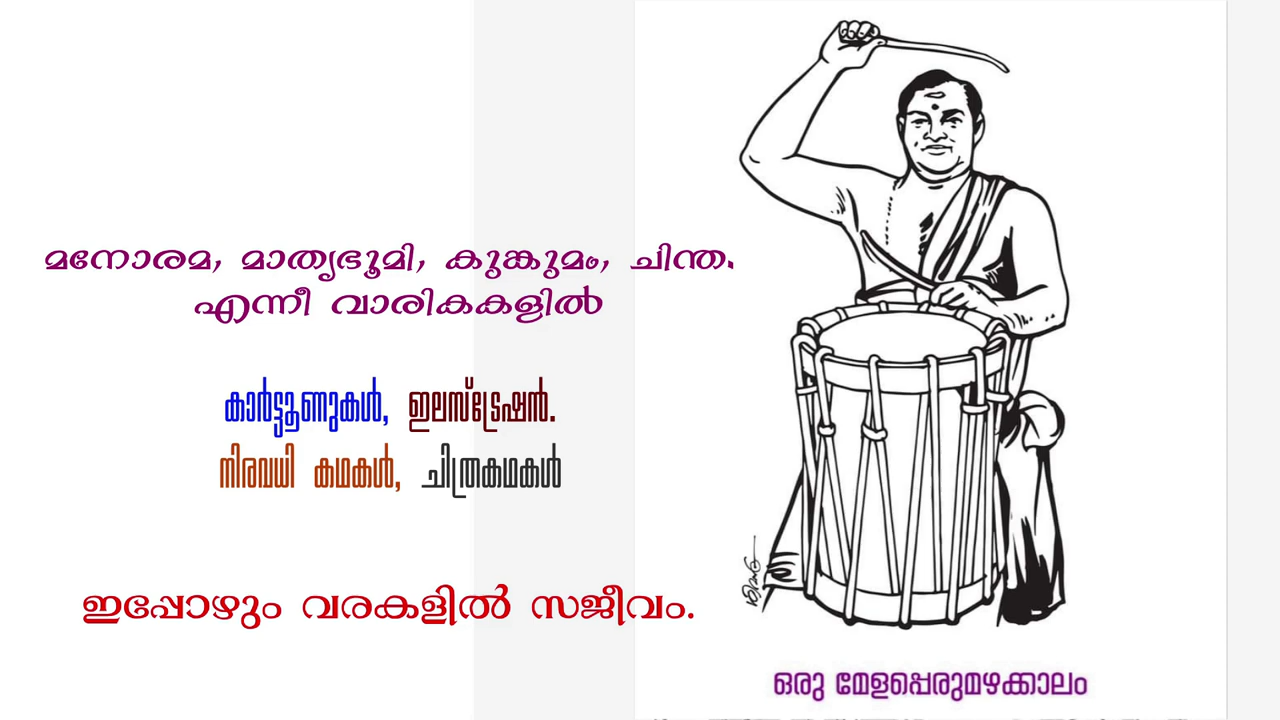 മനോരമ, മാതൃഭൂമി, കുങ്കുമം, ചിന്ത.
എന്നീ വാരികകളിൽ
കാർട്ടൂണുകൾ, ഇലസ്ട്രേഷൻ.
നിരവധി കഥകൾ, ചിത്രകഥകൾ
ഇപ്പോഴും വരകളിൽ സജീവം.
ഒരു മേളപ്പെരുമഴക്കാലം